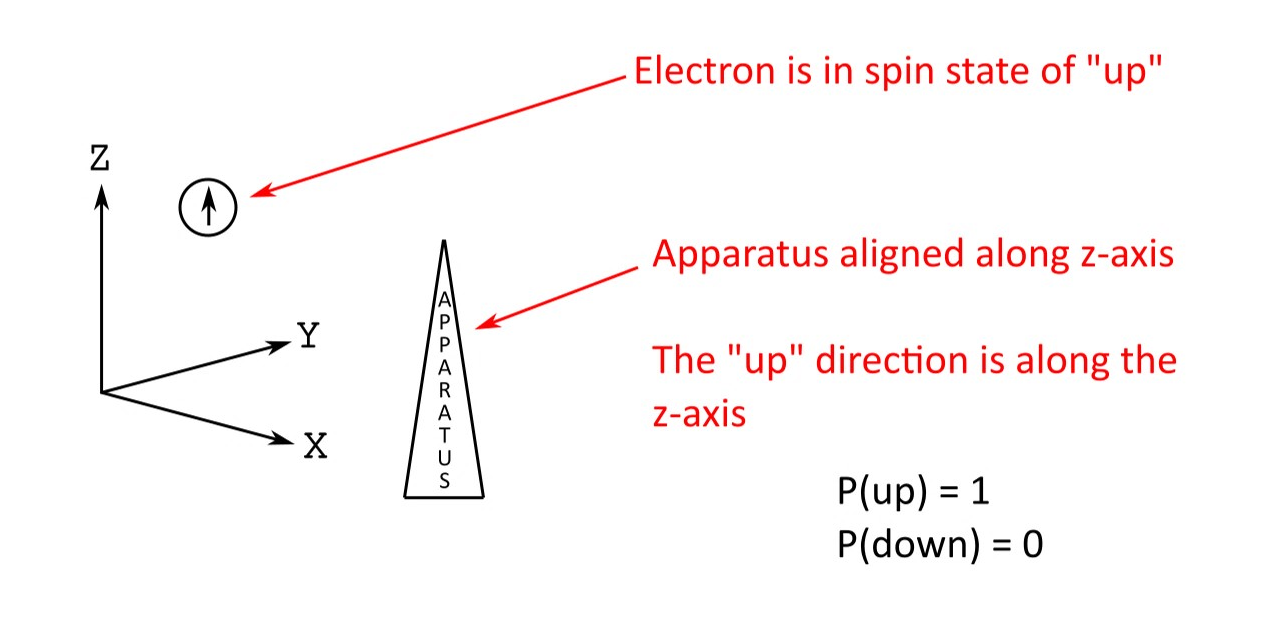 Electron is in spin state of "up"
Z
Apparatus aligned along z-axis
APPARATUS
Y
The "up" direction is along the
z-axis
X
P(up) = 1
P(down) = 0